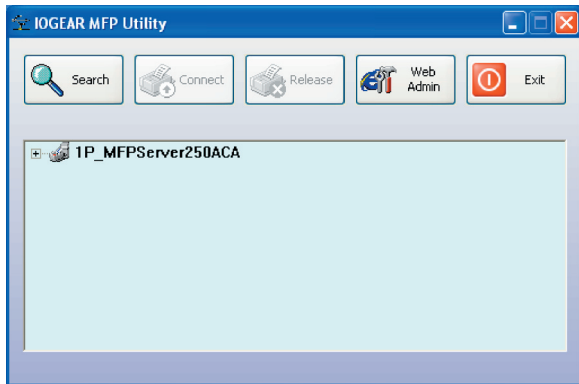 IOGEAR MFP Utility
Search
Connect
Release
Web
Admin
Exit
1P_MFPServer250ACA